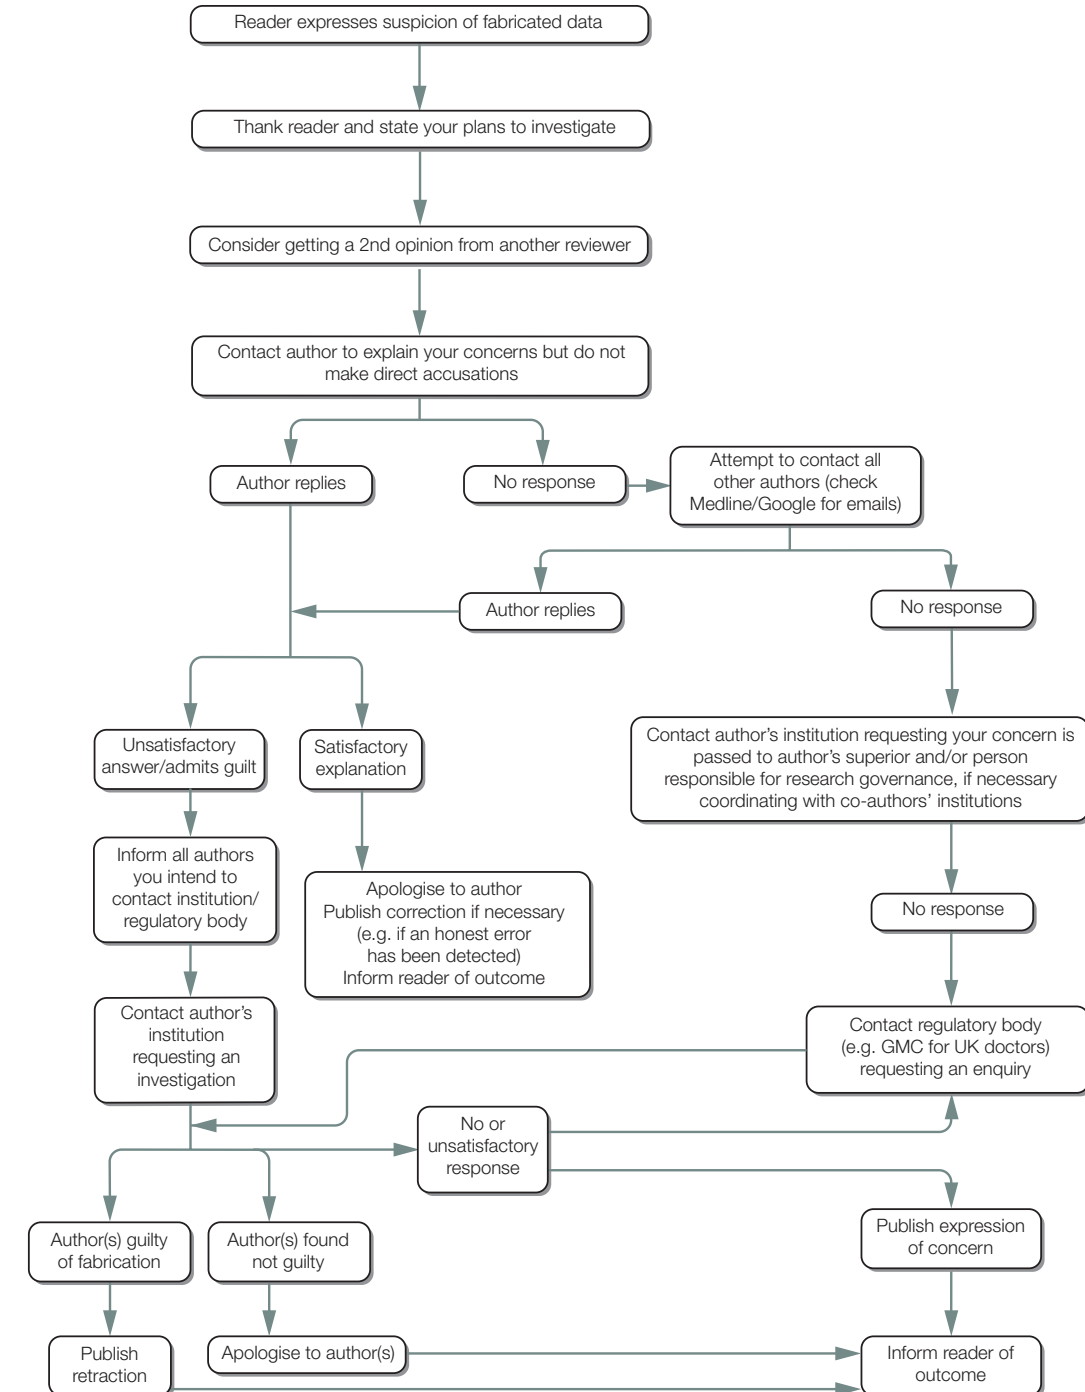 Reader expresses suspicion of fabricated data
Thank reader and state your plans to investigate
Consider getting a 2nd opinion from another reviewer
Contact author to explain your concerns but do not
make direct accusations
Author replies
No response
Attempt to contact all
other authors (check
Medline/Google for emails)
Author replies
No response
Unsatisfactory
answer/admits guilt
Satisfactory
explanation
Contact author’s institution requesting your concern is
passed to author’s superior and/or person
responsible for research governance, if necessary
coordinating with co-authors’ institutions
Inform all authors
you intend to
contact institution/
regulatory body
Apologise to author
Publish correction if necessary
(e.g. if an honest error
has been detected)
Inform reader of outcome
No response
Contact author’s
institution
requesting an
investigation
Contact regulatory body
(e.g. GMC for UK doctors)
requesting an enquiry
No or
unsatisfactory
response
Author(s) guilty
of fabrication
Author(s) found
not guilty
Publish expression
of concern
Publish
retraction
Apologise to author(s)
Inform reader of
outcome